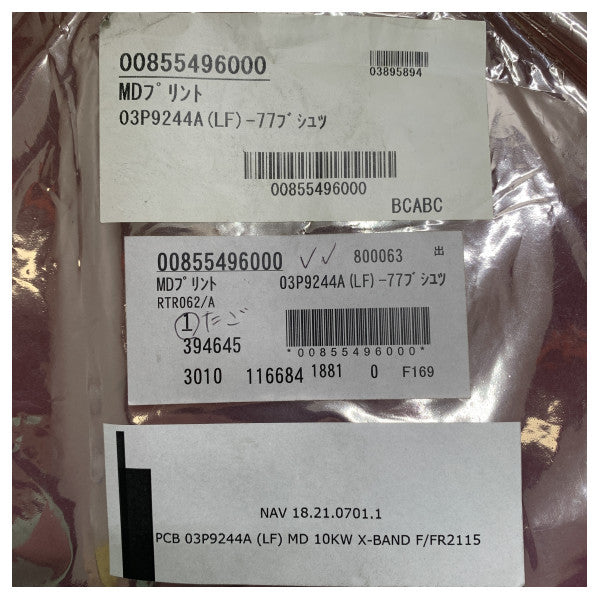 00855496000
03895894
MDプリント
03P9244A(LF)-77ブシュツ
00855496000
BCABC
00855496000 ✓✓ 800063 出
MDプリント 03P9244A(LF)-77ブシュツ
RTR062/A
①たご
394645
*00855496000*
3010 116684 1881 0 F169
NAV 18.21.0701.1
PCB 03P9244A (LF) MD 10KW X-BAND F/FR2115